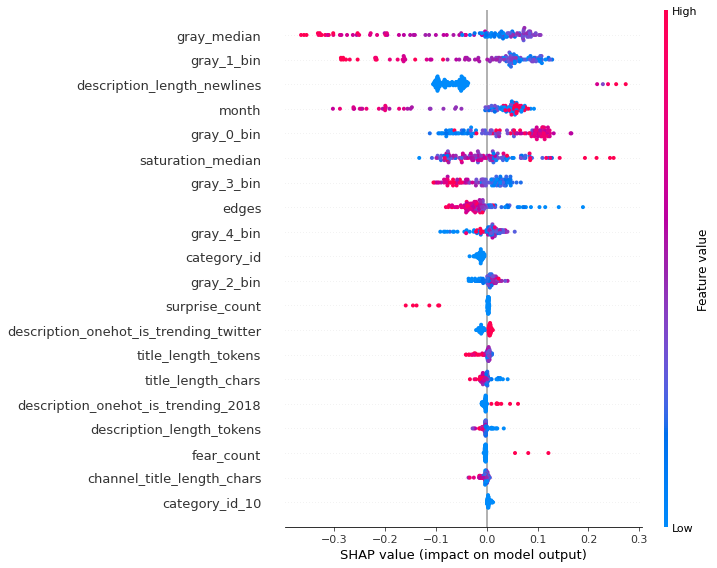 High
gray_median
gray_1_bin
description_length_newlines
month
gray_0_bin
saturation_median
gray_3_bin
edges
gray_4_bin
category_id
gray_2_bin
surprise_count
description_onehot_is_trending_twitter
title_length_tokens
title_length_chars
description_onehot_is_trending_2018
description_length_tokens
fear_count
channel_title_length_chars
category_id_10
Feature value
Low
−0.3 −0.2 −0.1 0.0 0.1 0.2 0.3
SHAP value (impact on model output)